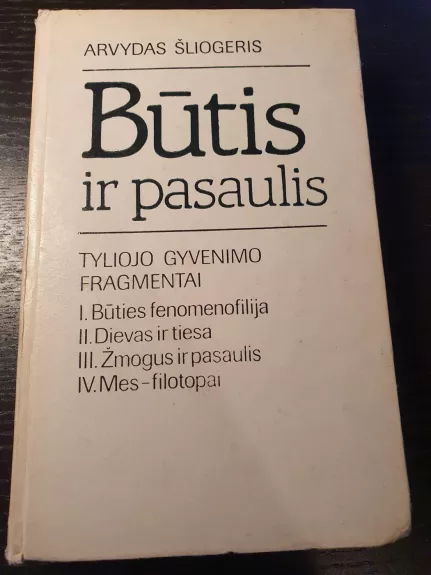 ARVYDAS ŠLIOGERIS
Būtis
ir pasaulis
TYLIOJO GYVENIMO
FRAGMENTAI
I. Būties fenomenofilija
II. Dievas ir tiesa
III. Žmogus ir pasaulis
IV. Mes–filotopai